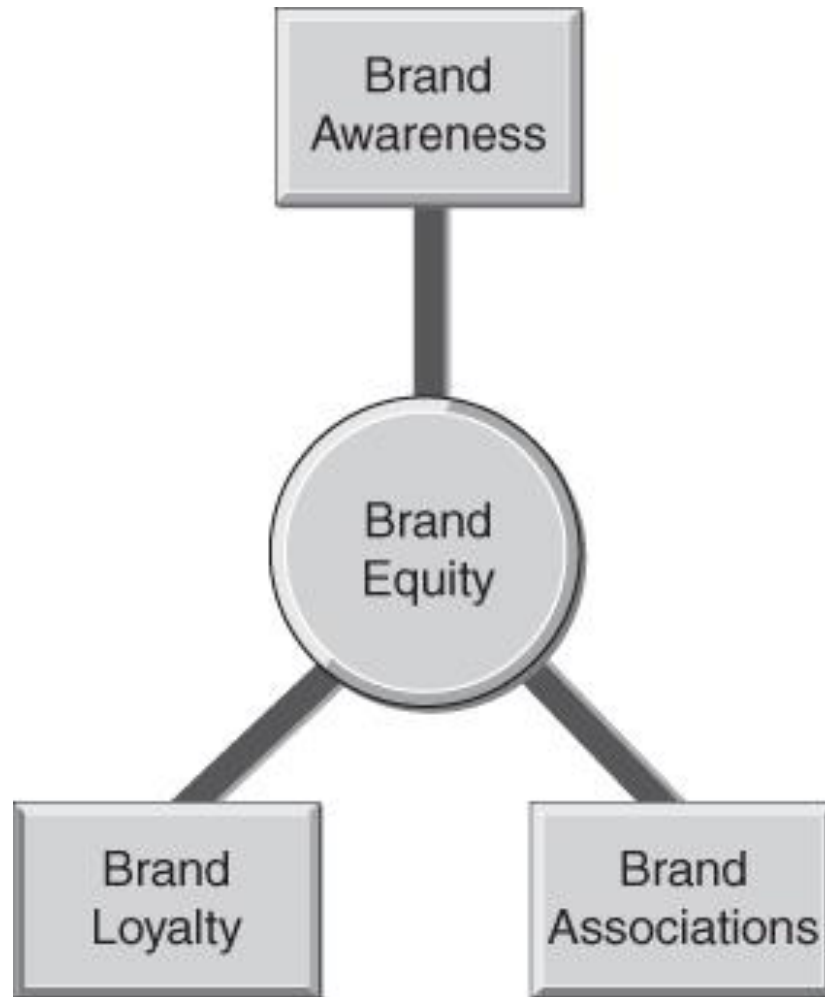 Brand
Awareness
Brand
Equity
Brand
Loyalty
Brand
Associations